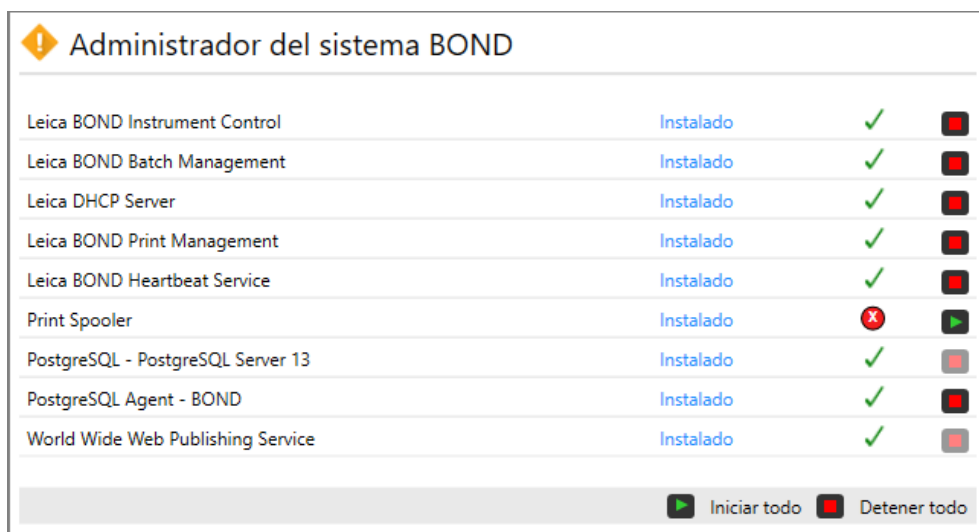 Administrador del sistema BOND
Leica BOND Instrument Control Instalado
Leica BOND Batch Management Instalado
Leica DHCP Server Instalado
Leica BOND Print Management Instalado
Leica BOND Heartbeat Service Instalado
Print Spooler Instalado
PostgreSQL - PostgreSQL Server 13 Instalado
PostgreSQL Agent - BOND Instalado
World Wide Web Publishing Service Instalado
Iniciar todo Detener todo